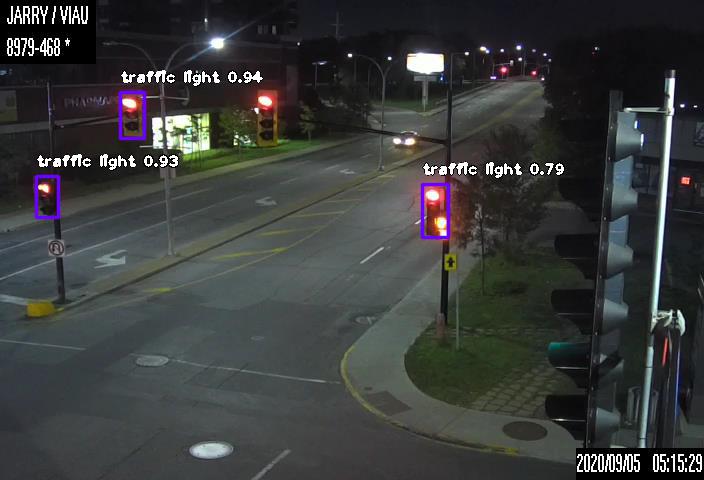 JARRY / VIAU
8979-468 *
traffic light 0.94
PHARMA
traffic light 0.93
traffic light 0.79
2020/09/05 05:15:29